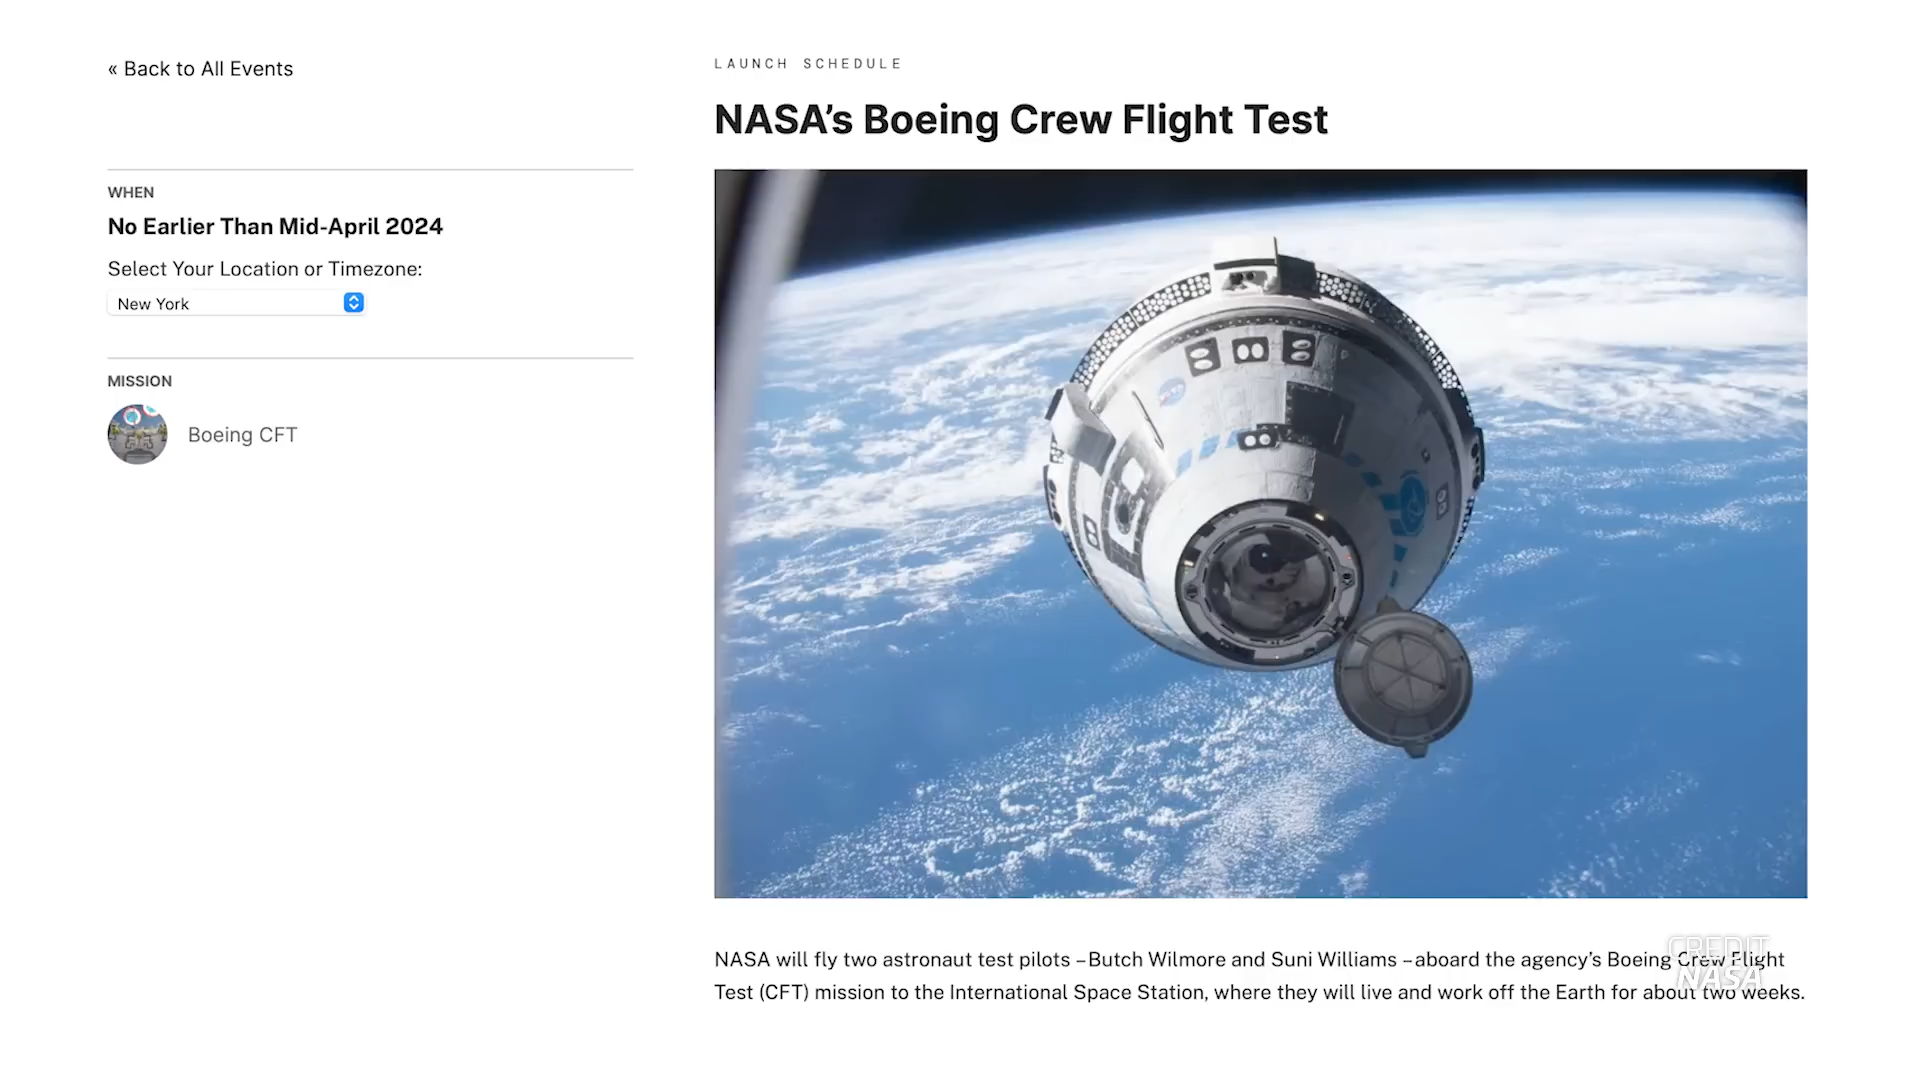 « Back to All Events
LAUNCH SCHEDULE
NASA’s Boeing Crew Flight Test
WHEN
No Earlier Than Mid-April 2024
Select Your Location or Timezone:
New York
MISSION
Boeing CFT
NASA will fly two astronaut test pilots –Butch Wilmore and Suni Williams –aboard the agency’s Boeing Crew Flight
Test (CFT) mission to the International Space Station, where they will live and work off the Earth for about two weeks.
CREDIT
NASA